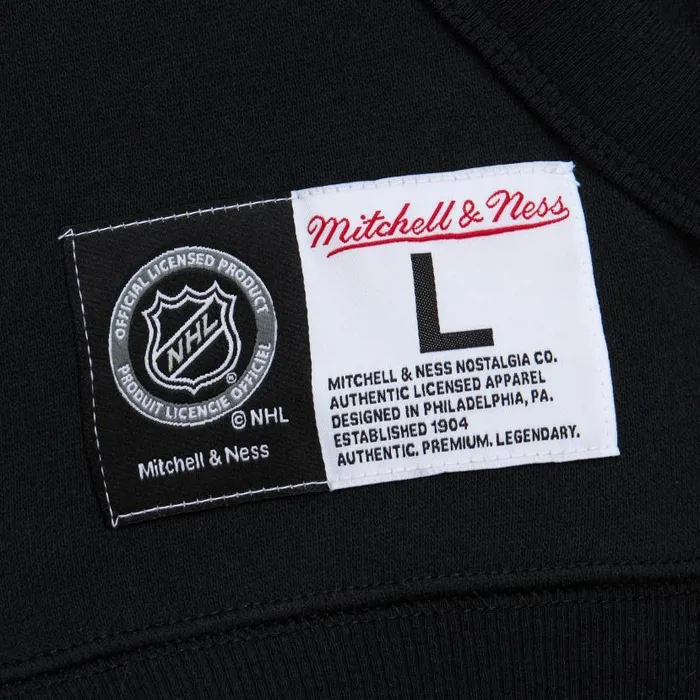 OFFICIAL LICENSED PRODUCT
NHL
®
PRODUIT LICENCIE OFFICIEL
© NHL
Mitchell & Ness
Mitchell & Ness
L
MITCHELL & NESS NOSTALGIA CO.
AUTHENTIC LICENSED APPAREL
DESIGNED IN PHILADELPHIA, PA.
ESTABLISHED 1904
AUTHENTIC. PREMIUM. LEGENDARY.